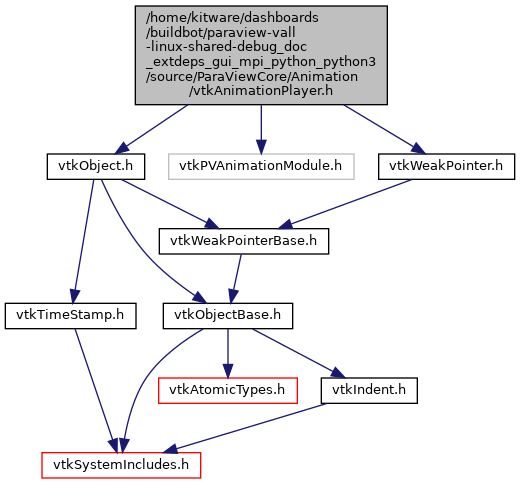 /home/kitware/dashboards
/buildbot/paraview-vall
-linux-shared-debug_doc
_extdeps_gui_mpi_python_python3
/source/ParaViewCore/Animation
/vtkAnimationPlayer.h
vtkObject.h
vtkPVAnimationModule.h
vtkWeakPointer.h
vtkWeakPointerBase.h
vtkTimeStamp.h
vtkObjectBase.h
vtkAtomicTypes.h
vtkIndent.h
vtkSystemIncludes.h